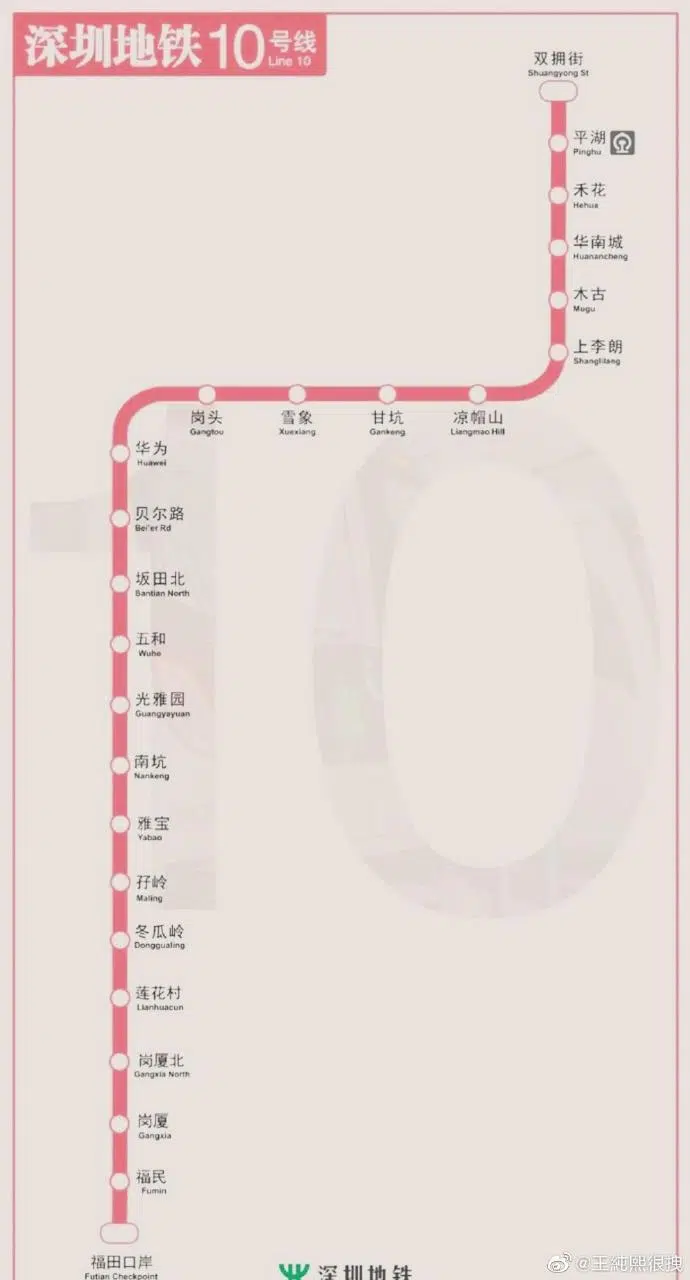 深圳地铁10号线
Line 10
双拥街
Shuangyong St
平湖
Pinghu
禾花
Hehua
华南城
Huanancheng
木古
Mugu
上李朗
Shanglilang
凉帽山
Liangmao Hill
甘坑
Gankeng
雪象
Xuexiang
岗头
Gangtou
华为
Huawei
贝尔路
Bei'er Rd
坂田北
Bantian North
五和
Wuhe
光雅园
Guangyayuan
南坑
Nankeng
雅宝
Yabao
孖岭
Maling
冬瓜岭
Donggualing
莲花村
Lianhuacun
岗厦北
Gangxia North
岗厦
Gangxia
福民
Fumin
福田口岸
Futian Checkpoint
10
深圳地铁
@王純熙很拽